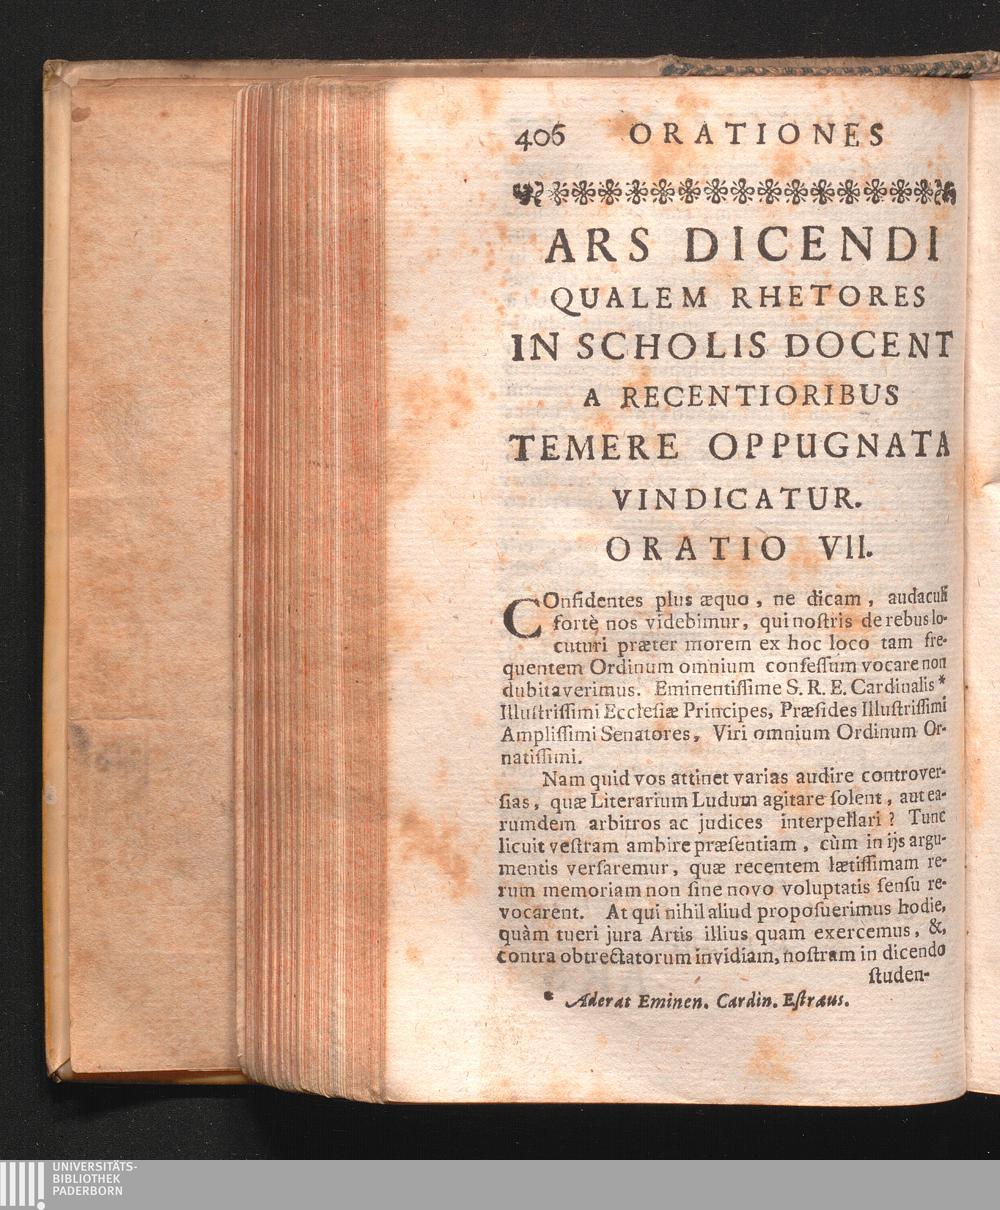 406 ORATIONES
ARS DICENDI
QUALEM RHETORES
IN SCHOLIS DOCENT
A RECENTIORIBUS
TEMERE OPPUGNATA
VINDICATUR.
ORATIO VII.
COnfidentes plus æquo, ne dicam, audaculi
fortè nos videbimur, qui noſtris de rebus lo-
cuturi præter morem ex hoc loco tam fre-
quentem Ordinum omnium confeſſum vocare non
dubitaverimus. Eminentiſſime S. R. E. Cardinalis *
Illuſtriſſimi Eccleſiæ Principes, Præſides Illuſtriſſimi
Ampliſſimi Senatores, Viri omnium Ordinum Or-
natiſſimi.
Nam quid vos attinet varias audire controver-
ſias, quæ Literarium Ludum agitare ſolent, aut ea-
rumdem arbitros ac judices interpellari? Tunc
licuit veſtram ambire præſentiam, cùm in ijs argu-
mentis verſaremur, quæ recentem lætiſſimam re-
rum memoriam non ſine novo voluptatis ſenſu re-
vocarent. At qui nihil aliud propoſuerimus hodie,
quàm tueri jura Artis illius quam exercemus, &,
contra obtrectatorum invidiam, noſtram in dicendo
ſtuden-
* Aderat Eminen. Cardin. Eſtræus.
UNIVERSITÄTS-
BIBLIOTHEK
PADERBORN